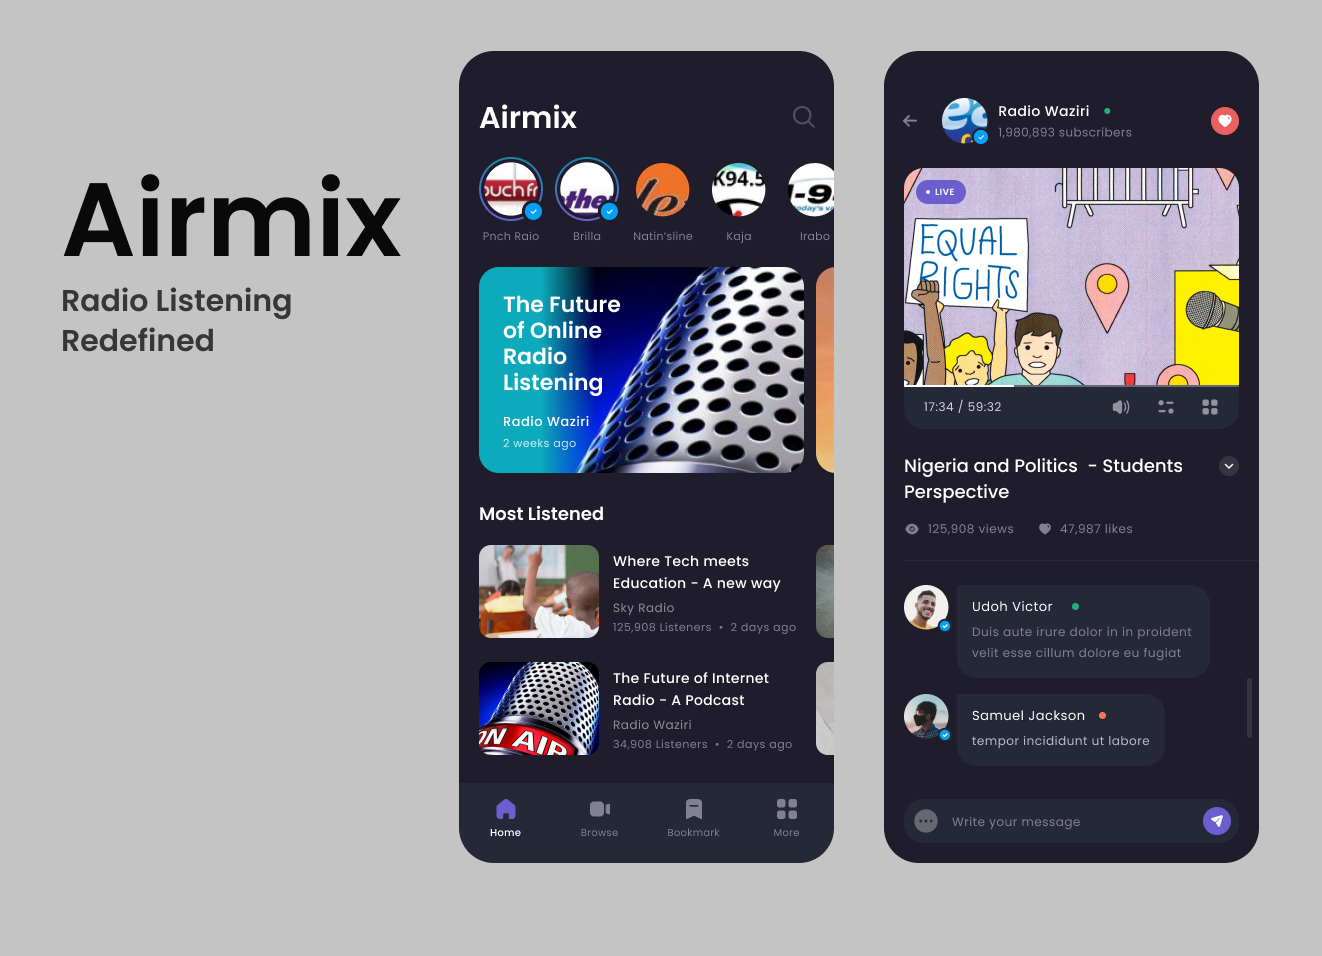 Airmix
Radio Listening
Redefined
Airmix
ouch fr
the
lo
K94.5
-9
oday's va
Pnch Raio
Brilla
Natin'sline
Kaja
Irabo
The Future
of Online
Radio
Listening
Radio Waziri
2 weeks ago
Most Listened
Where Tech meets
Education - A new way
Sky Radio
125,908 Listeners • 2 days ago
ON AIR
The Future of Internet
Radio - A Podcast
Radio Waziri
34,908 Listeners • 2 days ago
Home
Browse
Bookmark
More
Radio Waziri
1,980,893 subscribers
LIVE
EQUAL
RIGHTS
17:34 / 59:32
Nigeria and Politics - Students
Perspective
125,908 views
47,987 likes
Udoh Victor
Duis aute irure dolor in in proident
velit esse cillum dolore eu fugiat
Samuel Jackson
tempor incididunt ut labore
Write your message